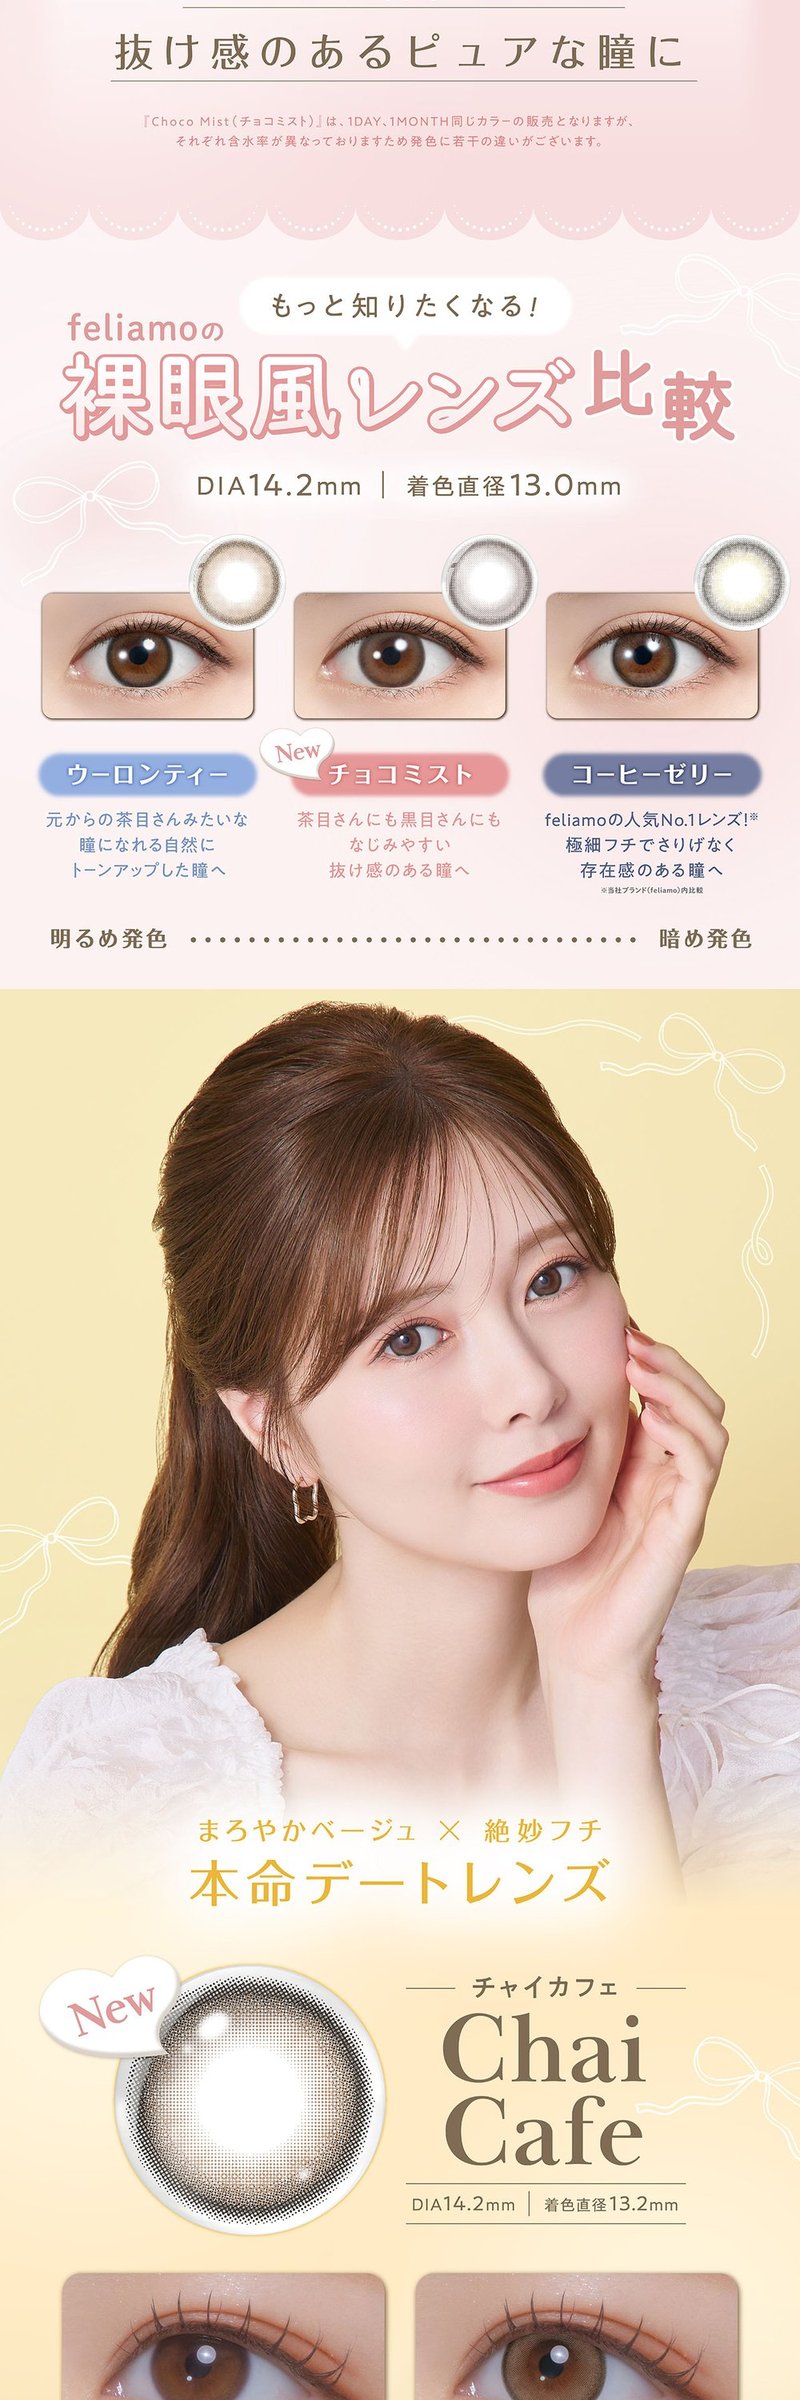 抜け感のあるピュアな瞳に
『Choco Mist(チョコミスト)』は、1DAY、1MONTH同じカラーの販売となりますが、
それぞれ含水率が異なっておりますため発色に若干の違いがございます。
もっと知りたくなる!
feliamoの
裸眼風レンズ比較
DIA14.2mm｜着色直径13.0mm
ウーロンティー
元からの茶目さんみたいな
瞳になれる自然に
トーンアップした瞳へ
New
チョコミスト
茶目さんにも黒目さんにも
なじみやすい
抜け感のある瞳へ
コーヒーゼリー
feliamoの人気No.1レンズ!※
極細フチでさりげなく
存在感のある瞳へ
※当社ブランド(feliamo)内比較
明るめ発色 暗め発色
まろやかベージュ × 絶妙フチ
本命デートレンズ
New
チャイカフェ
Chai
Cafe
DIA14.2mm｜着色直径13.2mm